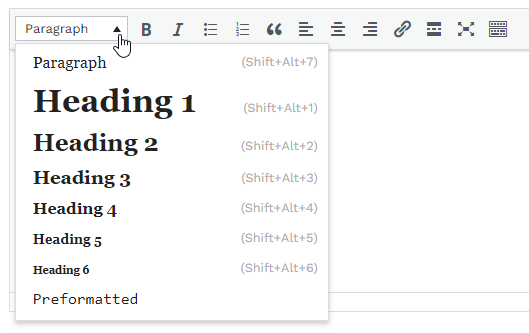 Paragraph B I
Paragraph (Shift+Alt+7)
Heading 1 (Shift+Alt+1)
Heading 2 (Shift+Alt+2)
Heading 3 (Shift+Alt+3)
Heading 4 (Shift+Alt+4)
Heading 5 (Shift+Alt+5)
Heading 6 (Shift+Alt+6)
Preformatted